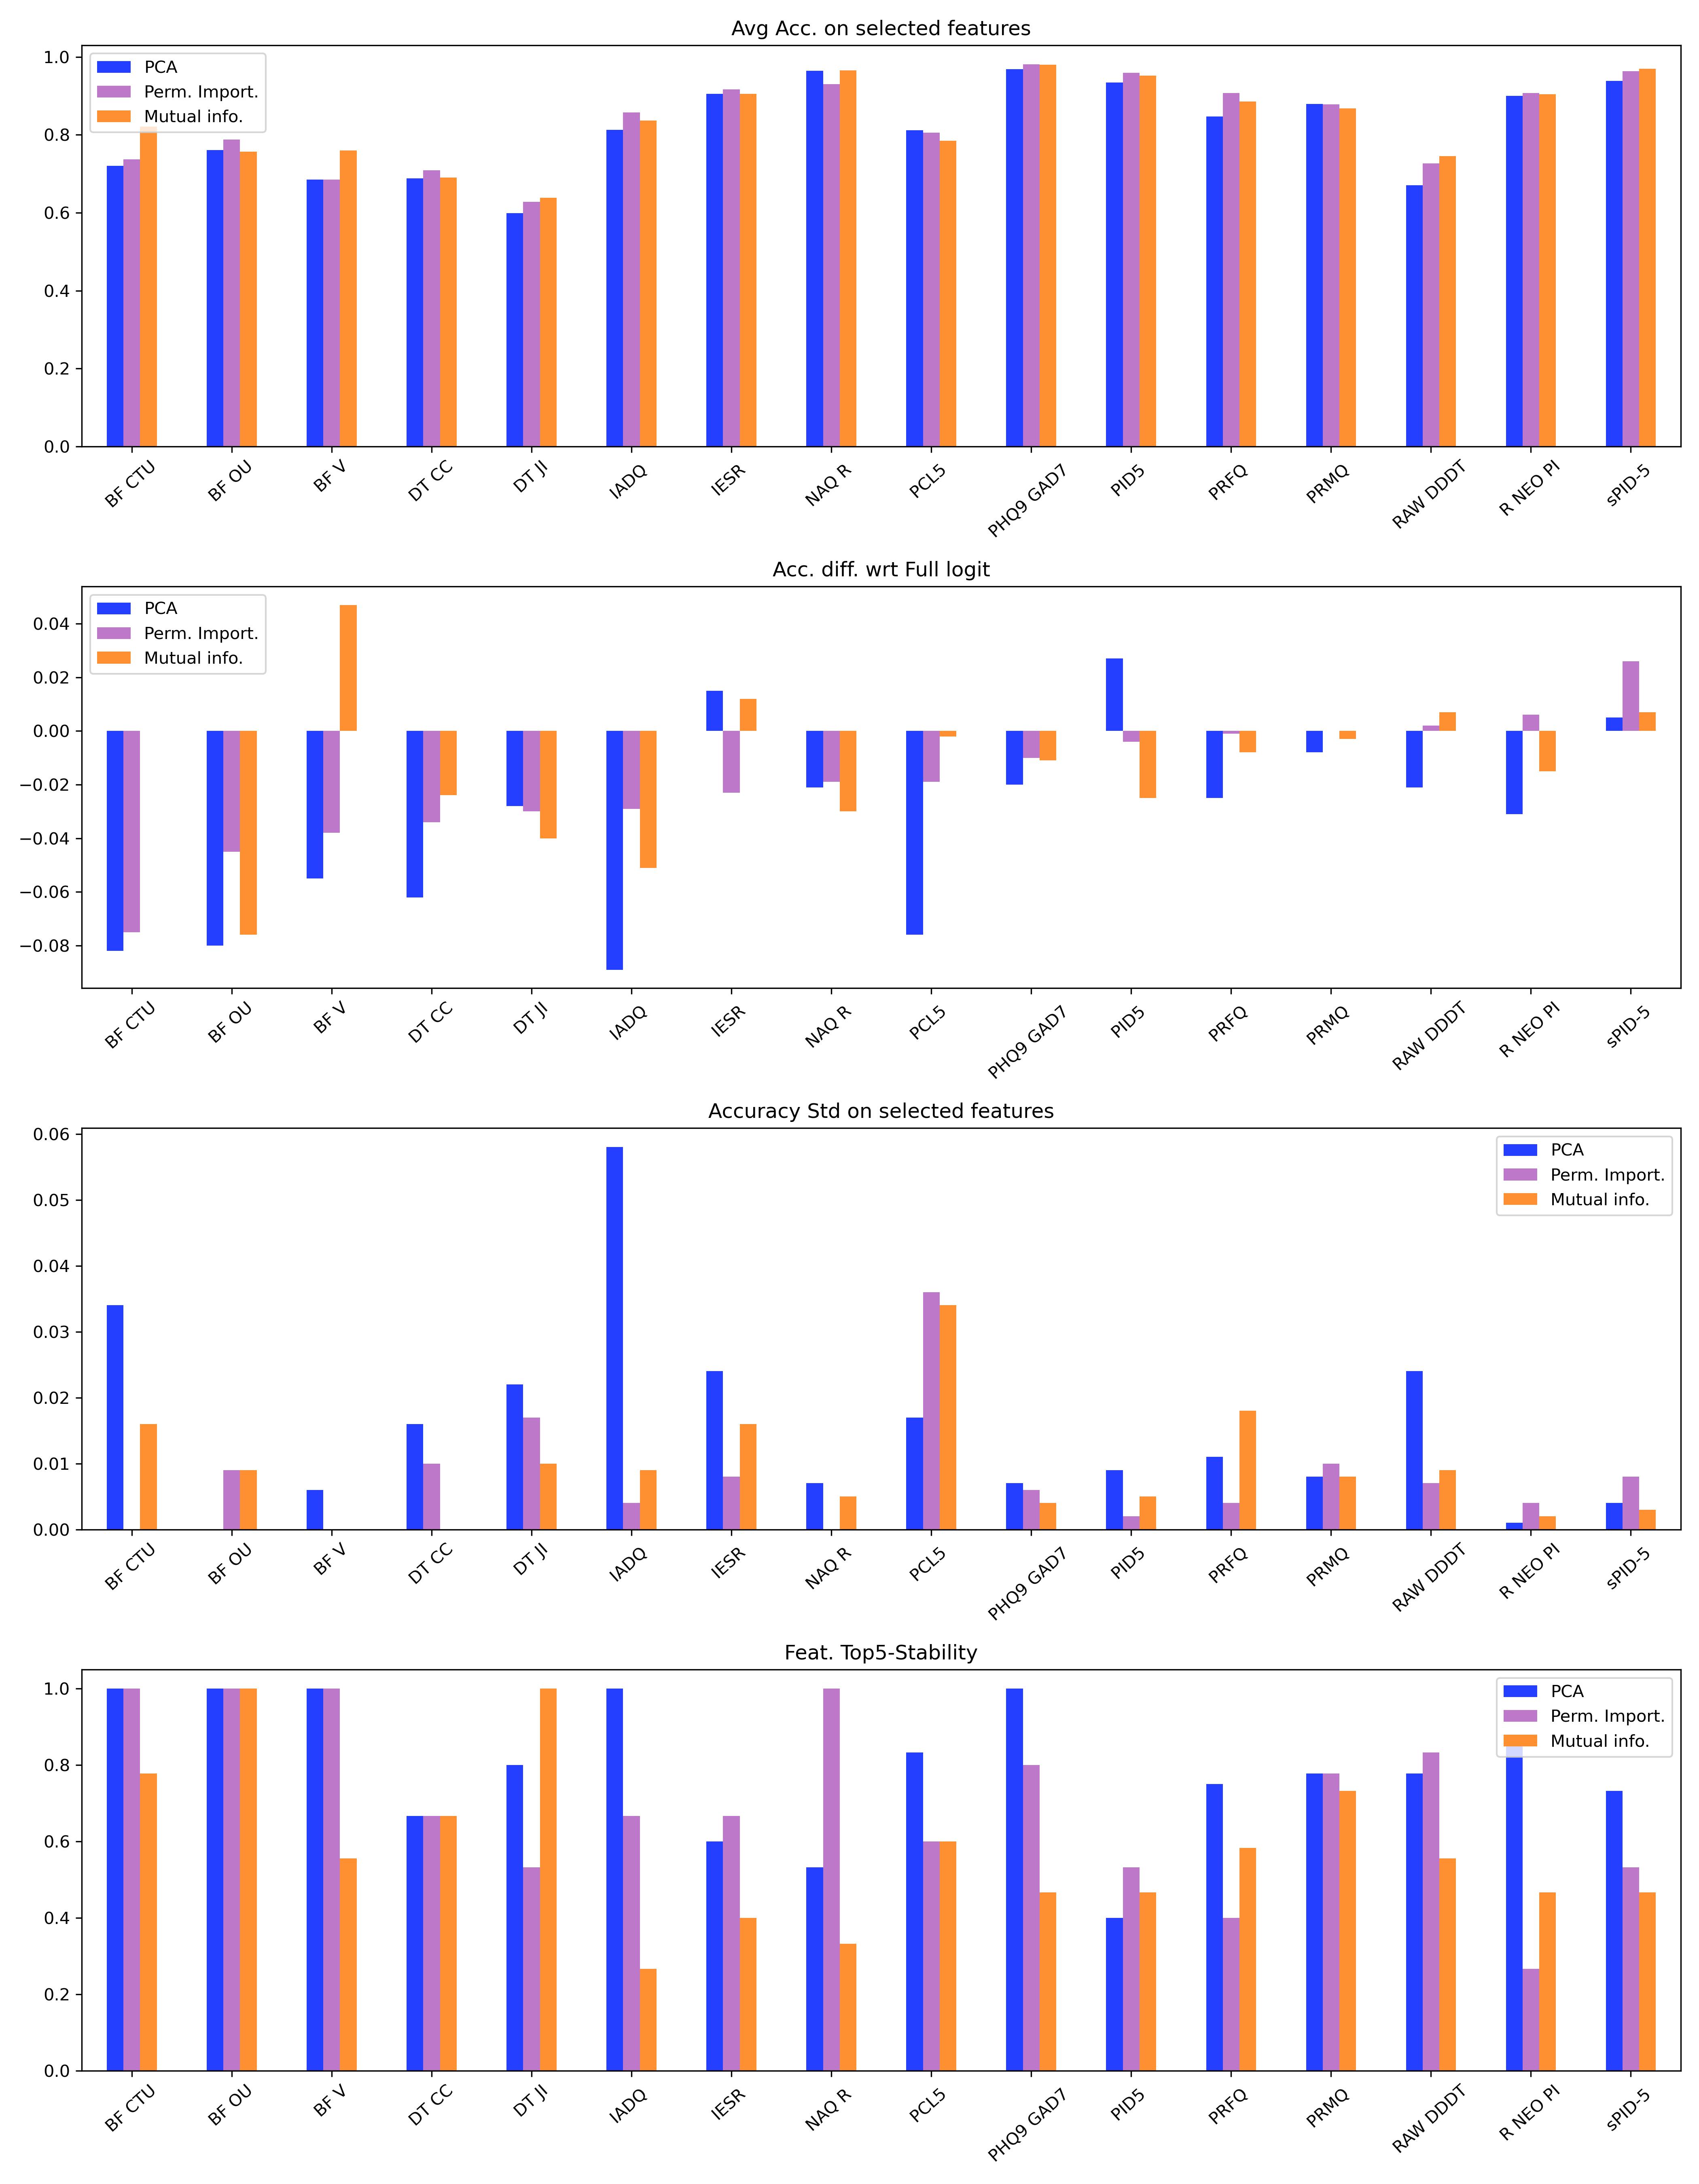 Avg Acc. on selected features
PCA
Perm. Import.
Mutual info.
1.0
0.8
0.6
0.4
0.2
0.0
BF CTU
BF OU
BF V
DT CC
DT JI
IADQ
IESR
NAQ R
PCL5
PHQ9 GAD7
PID5
PRFQ
PRMQ
RAW DDDT
R NEO PI
sPID-5
Acc. diff. wrt Full logit
PCA
Perm. Import.
Mutual info.
0.04
0.02
0.00
−0.02
−0.04
−0.06
−0.08
BF CTU
BF OU
BF V
DT CC
DT JI
IADQ
IESR
NAQ R
PCL5
PHQ9 GAD7
PID5
PRFQ
PRMQ
RAW DDDT
R NEO PI
sPID-5
Accuracy Std on selected features
PCA
Perm. Import.
Mutual info.
0.06
0.05
0.04
0.03
0.02
0.01
0.00
BF CTU
BF OU
BF V
DT CC
DT JI
IADQ
IESR
NAQ R
PCL5
PHQ9 GAD7
PID5
PRFQ
PRMQ
RAW DDDT
R NEO PI
sPID-5
Feat. Top5-Stability
PCA
Perm. Import.
Mutual info.
1.0
0.8
0.6
0.4
0.2
0.0
BF CTU
BF OU
BF V
DT CC
DT JI
IADQ
IESR
NAQ R
PCL5
PHQ9 GAD7
PID5
PRFQ
PRMQ
RAW DDDT
R NEO PI
sPID-5